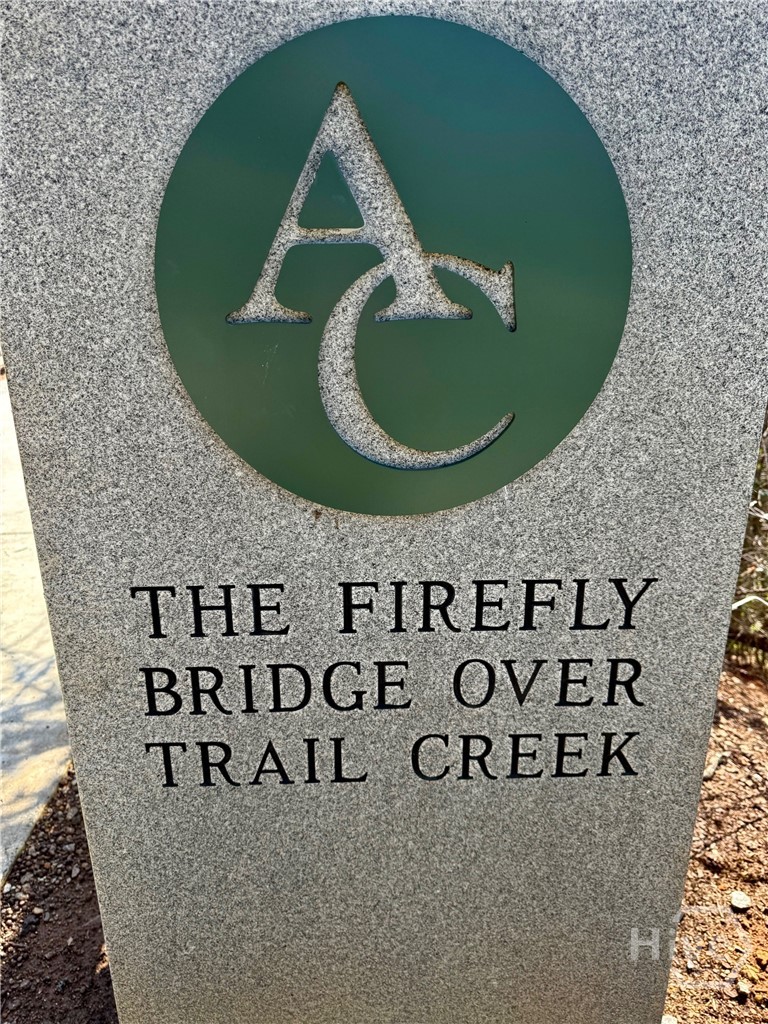 AC
THE FIREFLY
BRIDGE OVER
TRAIL CREEK